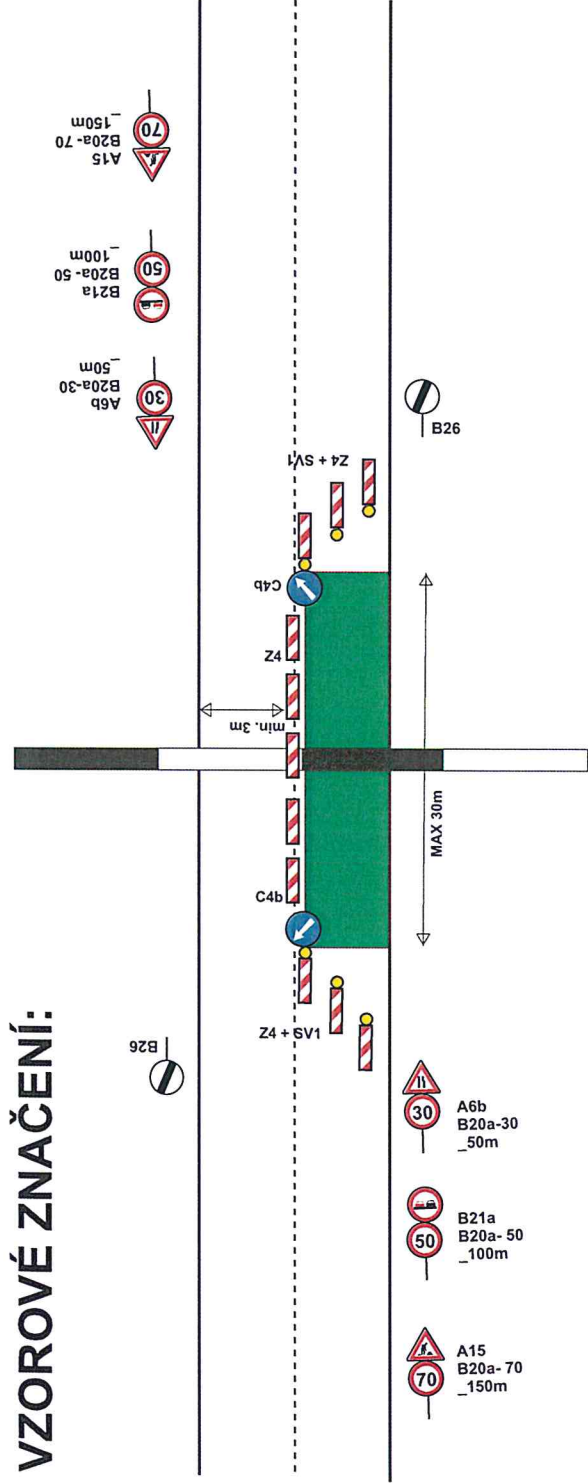 VZOROVÉ ZNAČENÍ:
A15
B20a- 70
_150m
70
B21a
B20a- 50
_100m
50
A6b
B20a-30
_50m
30
B26
C4b
Z4
Z4 + SV1
min. 3m
B26
C4b
Z4 + SV1
MAX 30m
30
A6b
B20a-30
_50m
50
B21a
B20a- 50
_100m
70
A15
B20a- 70
_150m